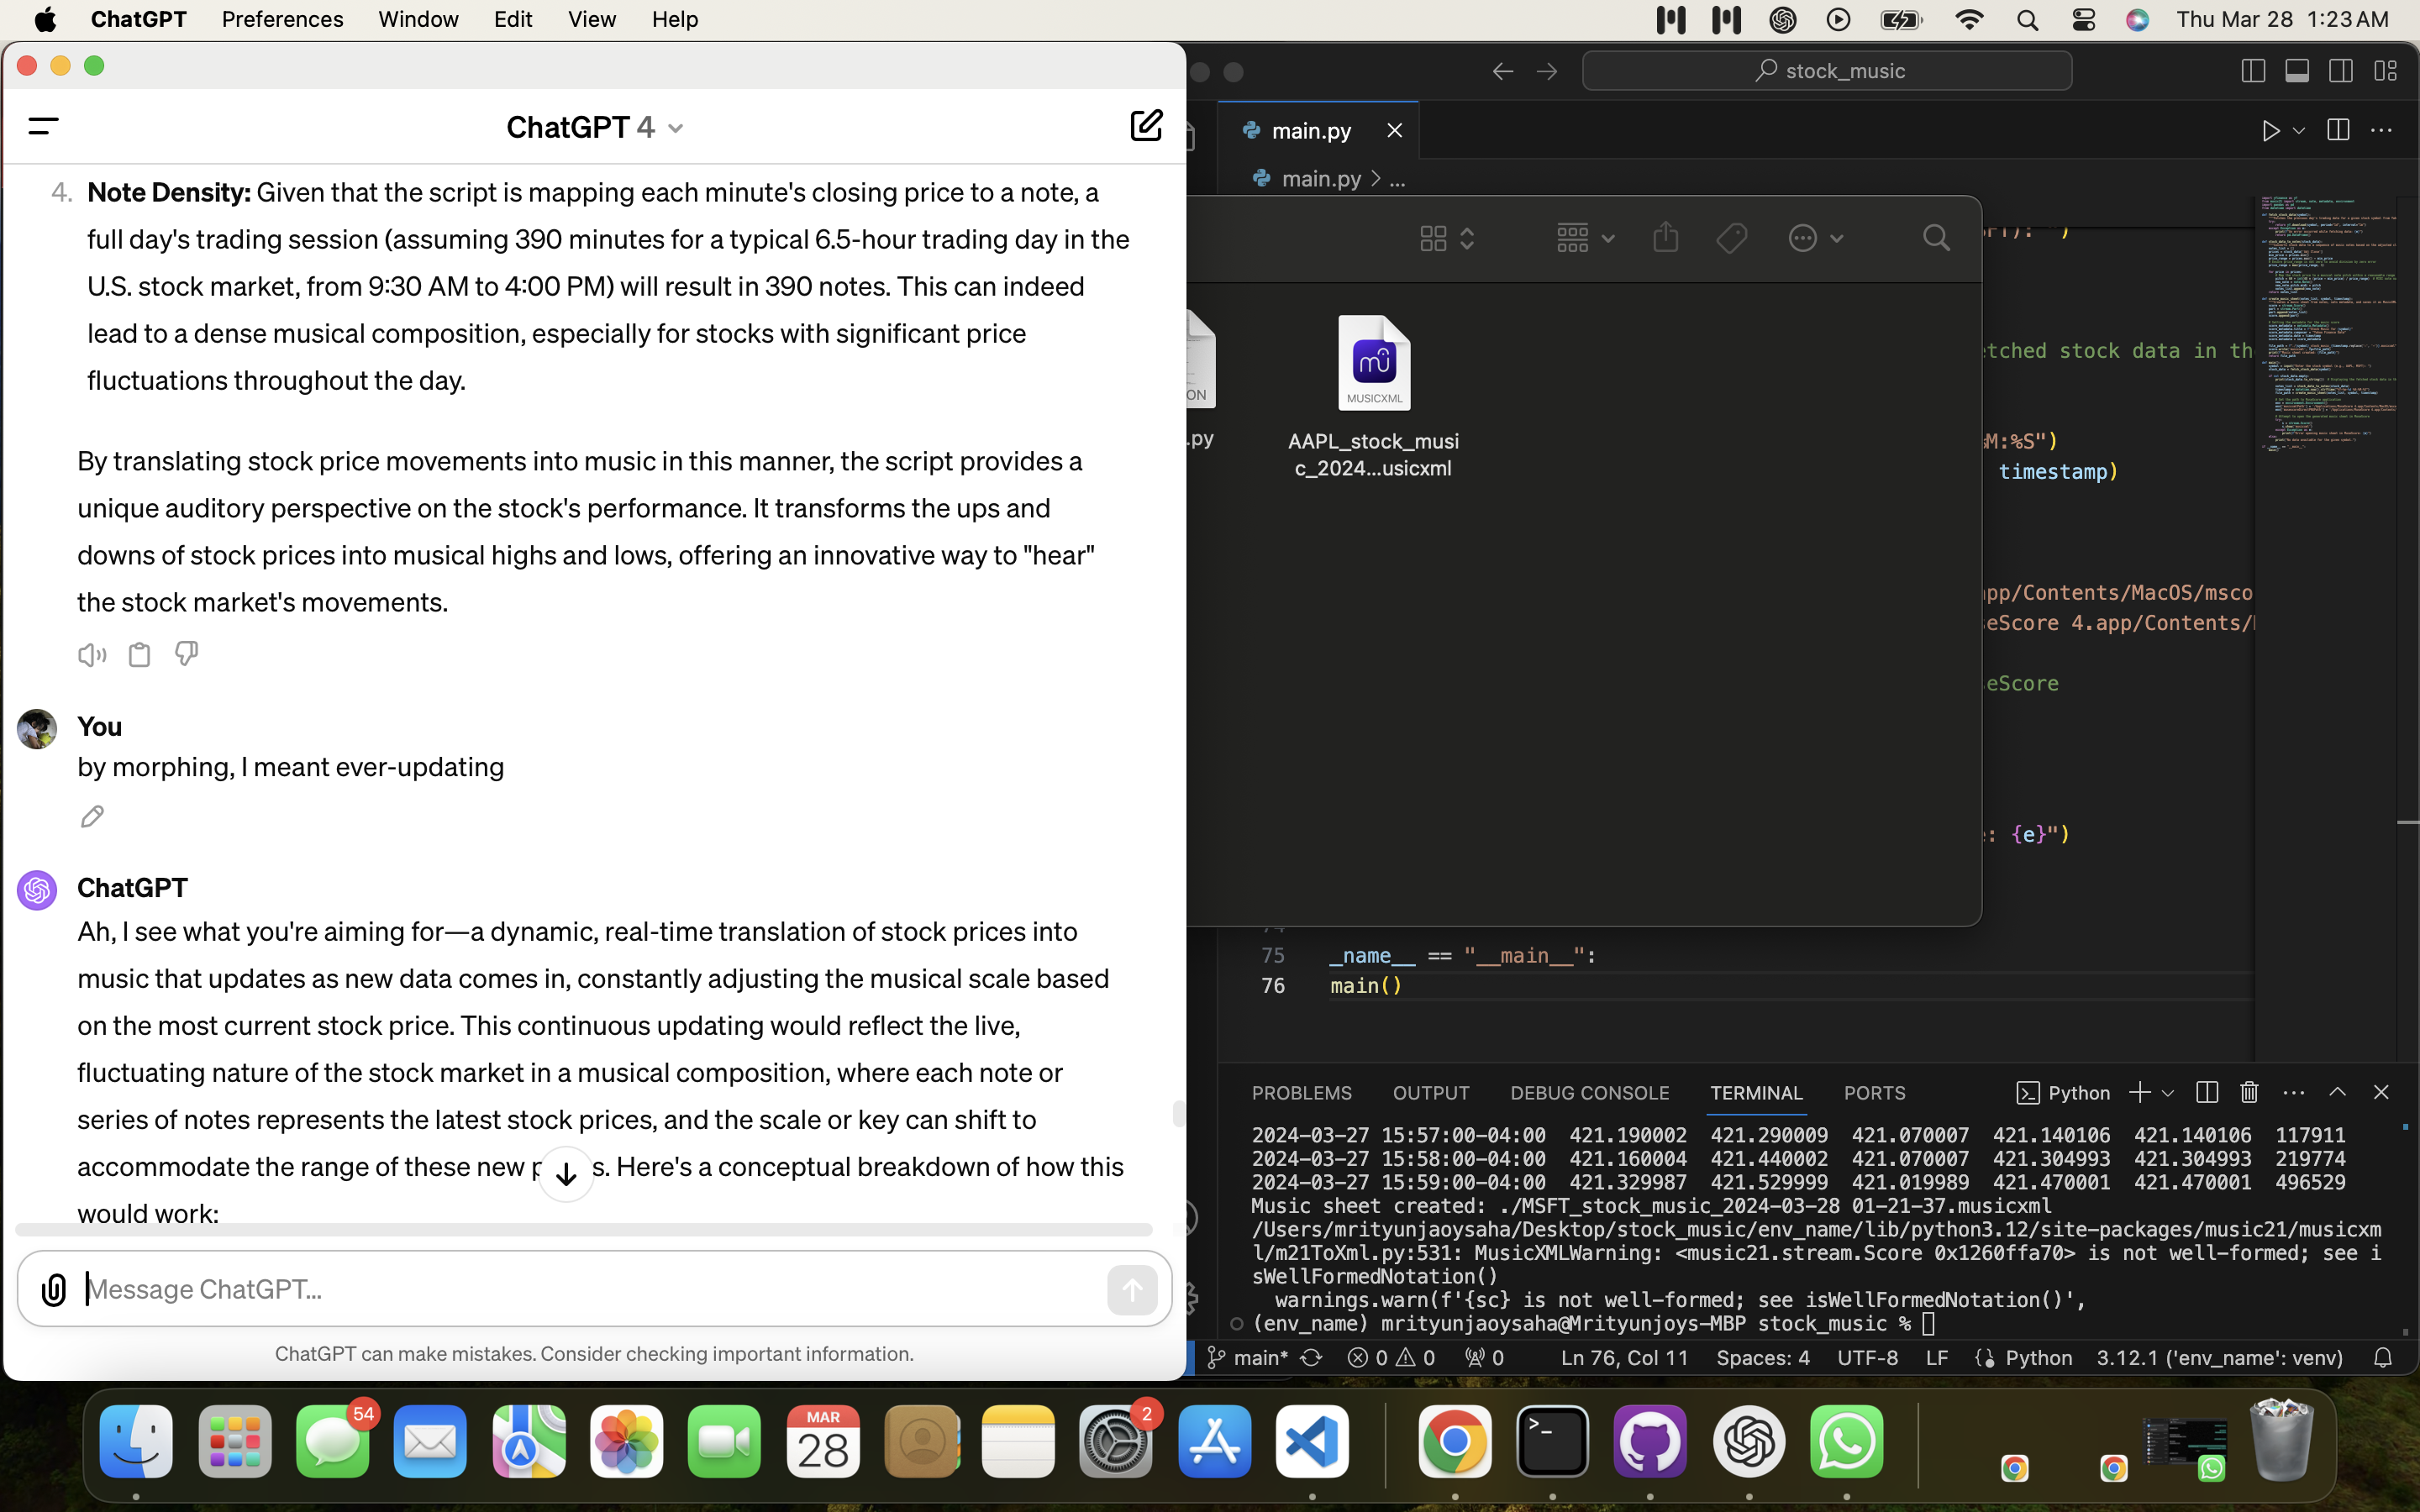 ChatGPT Preferences Window Edit View Help Thu Mar 28 1:23 AM
ChatGPT 4
4. Note Density: Given that the script is mapping each minute's closing price to a note, a
full day's trading session (assuming 390 minutes for a typical 6.5-hour trading day in the
U.S. stock market, from 9:30 AM to 4:00 PM) will result in 390 notes. This can indeed
lead to a dense musical composition, especially for stocks with significant price
fluctuations throughout the day.
By translating stock price movements into music in this manner, the script provides a
unique auditory perspective on the stock's performance. It transforms the ups and
downs of stock prices into musical highs and lows, offering an innovative way to "hear"
the stock market's movements.
You
by morphing, I meant ever-updating
ChatGPT
Ah, I see what you're aiming for—a dynamic, real-time translation of stock prices into
music that updates as new data comes in, constantly adjusting the musical scale based
on the most current stock price. This continuous updating would reflect the live,
fluctuating nature of the stock market in a musical composition, where each note or
series of notes represents the latest stock prices, and the scale or key can shift to
accommodate the range of these new p s. Here's a conceptual breakdown of how this
would work:
Message ChatGPT...
ChatGPT can make mistakes. Consider checking important information.
stock_music
main.py
main.py > ...
ON
.py
MUSICXML
AAPL_stock_musi
c_2024...usicxml
): ")
etched stock data in th
%M:%S")
timestamp)
app/Contents/MacOS/msco
eScore 4.app/Contents/
eScore
: {e}")
74
75 _name__ == "__main__":
76 main()
PROBLEMS OUTPUT DEBUG CONSOLE TERMINAL PORTS Python
2024-03-27 15:57:00-04:00 421.190002 421.290009 421.070007 421.140106 421.140106 117911
2024-03-27 15:58:00-04:00 421.160004 421.440002 421.070007 421.304993 421.304993 219774
2024-03-27 15:59:00-04:00 421.329987 421.529999 421.019989 421.470001 421.470001 496529
Music sheet created: ./MSFT_stock_music_2024-03-28 01-21-37.musicxml
/Users/mrityunjaoysaha/Desktop/stock_music/env_name/lib/python3.12/site-packages/music21/musicxm
l/m21ToXml.py:531: MusicXMLWarning: <music21.stream.Score 0x1260ffa70> is not well-formed; see i
sWellFormedNotation()
warnings.warn(f'{sc} is not well-formed; see isWellFormedNotation()',
(env_name) mrityunjaoysaha@Mrityunjoys-MBP stock_music %
main* 0 0 0 Ln 76, Col 11 Spaces: 4 UTF-8 LF Python 3.12.1 ('env_name': venv)
54
MAR
28
2